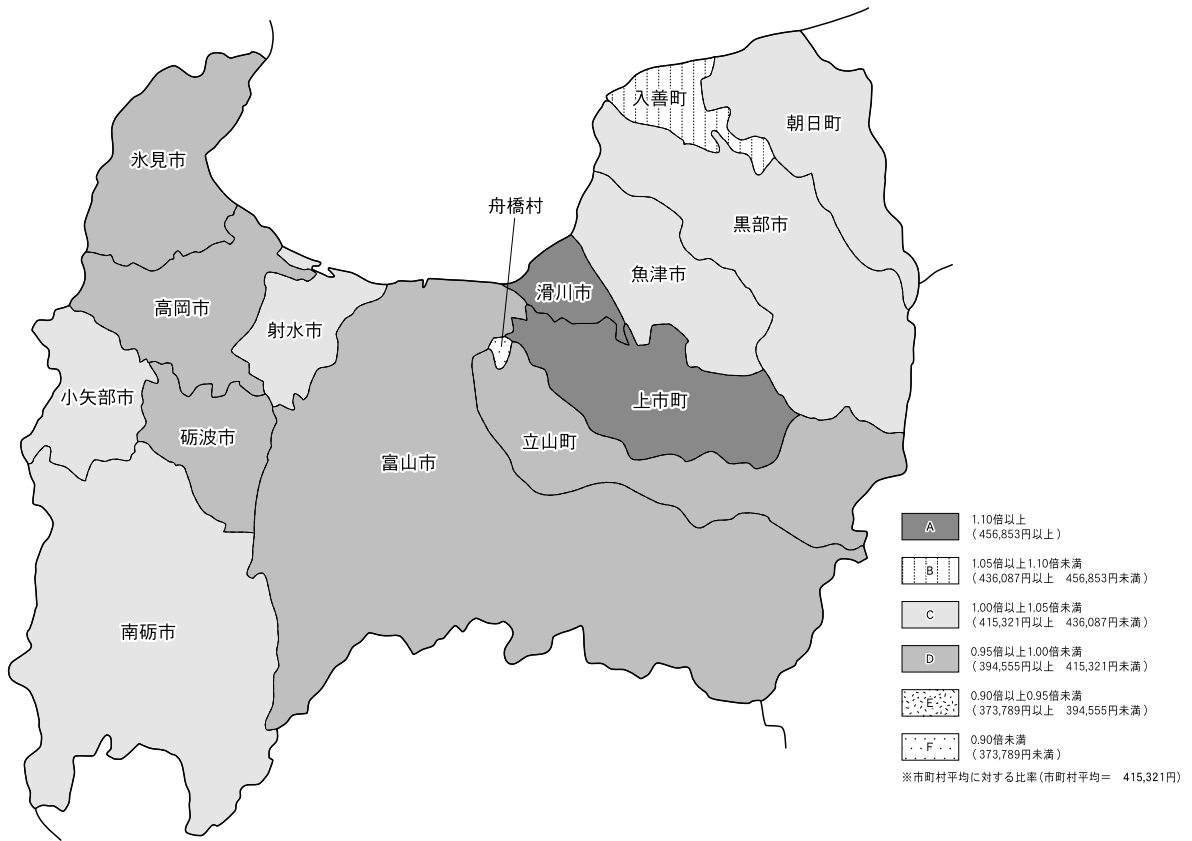 入善町
朝日町
氷見市
舟橋村
黒部市
魚津市
滑川市
高岡市
射水市
小矢部市
上市町
砺波市
立山町
富山市
南砺市
A
1.10倍以上
(456,853円以上)
B
1.05倍以上1.10倍未満
(436,087円以上 456,853円未満)
C
1.00倍以上1.05倍未満
(415,321円以上 436,087円未満)
D
0.95倍以上1.00倍未満
(394,555円以上 415,321円未満)
E
0.90倍以上0.95倍未満
(373,789円以上 394,555円未満)
F
0.90倍未満
(373,789円未満)
※市町村平均に対する比率(市町村平均= 415,321円)